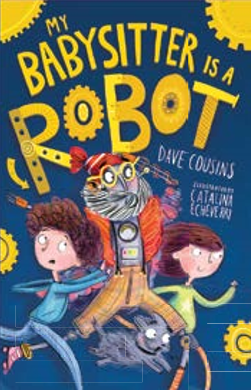 MY
BABYSITTER IS A
ROBOT
DAVE COUSINS
ILLUSTRATED BY
CATALINA
ECHEVERRI